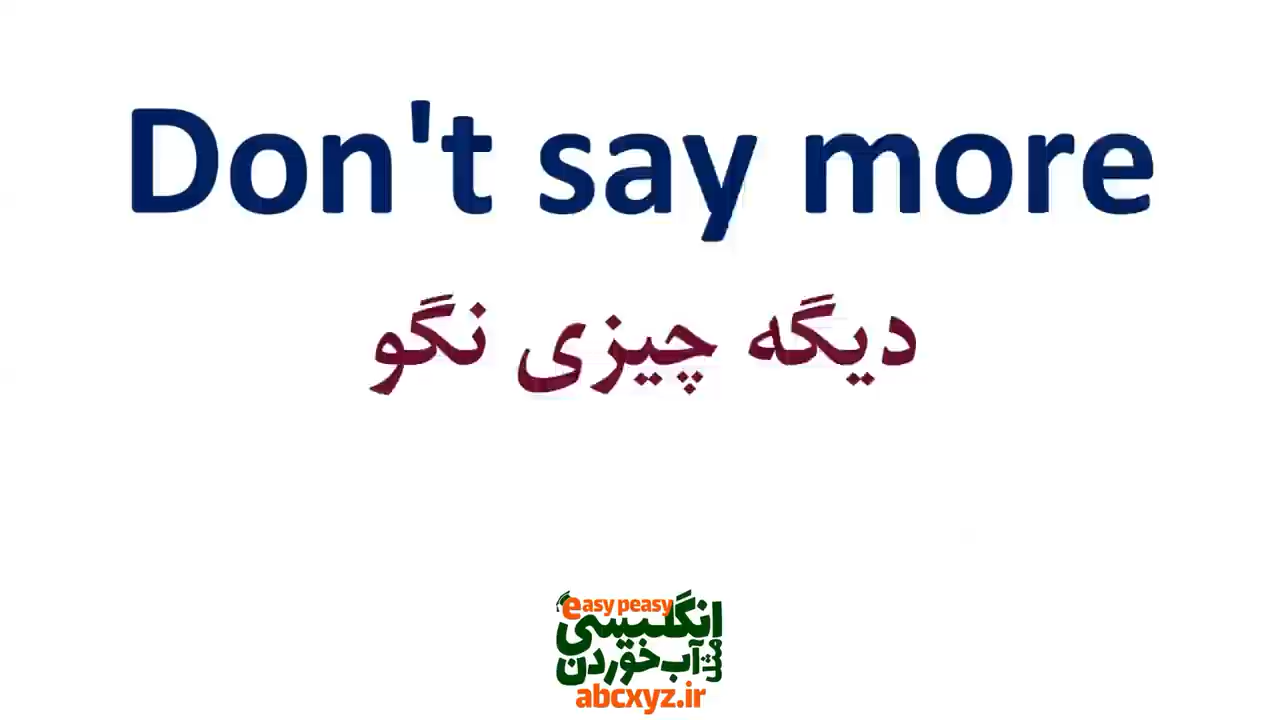 Don't say more
دیگه چیزی نگو
easy peasy
انگلیسی
مثل آب خوردن
abcxyz.ir